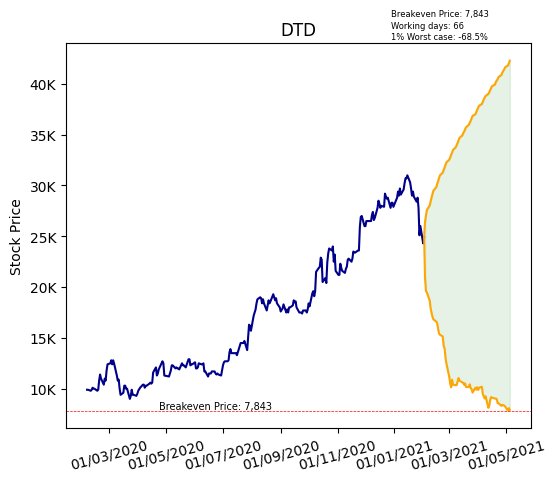 Breakeven Price: 7,843
Working days: 66
1% Worst case: -68.5%
DTD
Stock Price
40K
35K
30K
25K
20K
15K
10K
Breakeven Price: 7,843
01/03/2020 01/05/2020 01/07/2020 01/09/2020 01/11/2020 01/01/2021 01/03/2021 01/05/2021